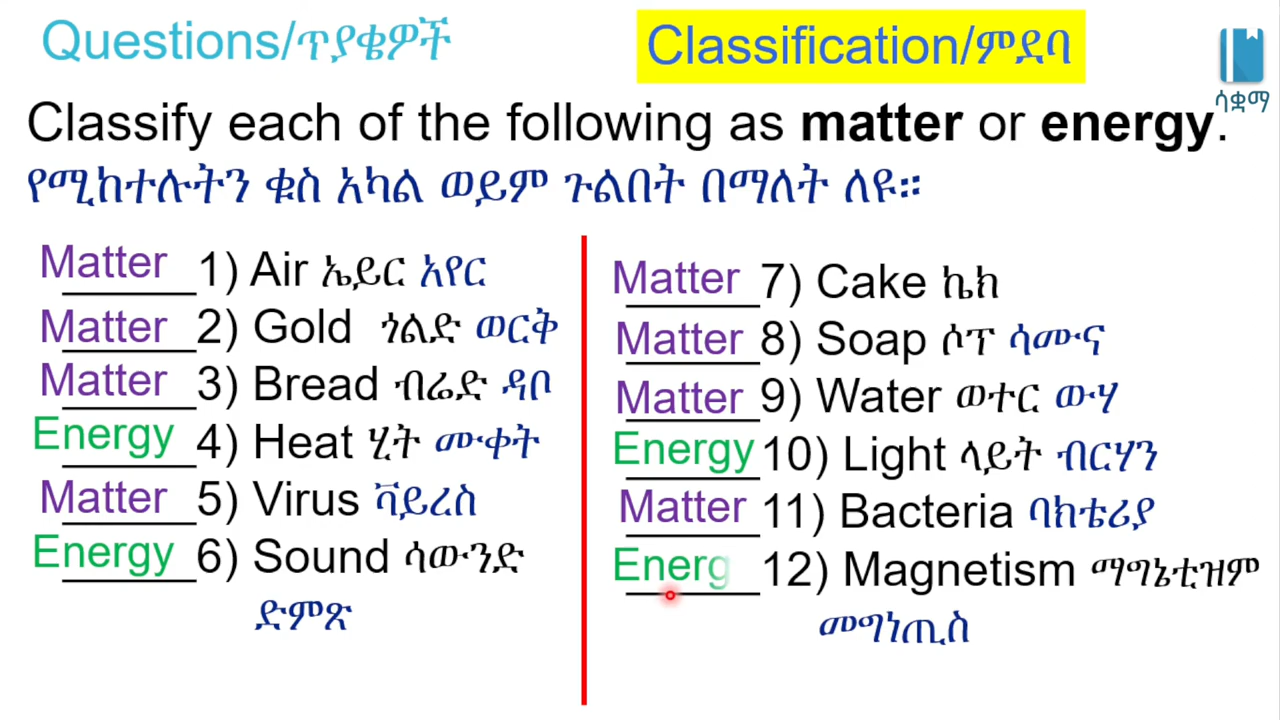 Questions/ጥያቄዎች
Classification/ምደባ
ሳቋማ
Classify each of the following as matter or energy.
የሚከተሉትን ቁስ አካል ወይም ጉልበት በማለት ለዩ።
Matter 1) Air ኤይር አየር
Matter 2) Gold ጎልድ ወርቅ
Matter 3) Bread ብሬድ ዳቦ
Energy 4) Heat ሂት ሙቀት
Matter 5) Virus ቫይረስ
Energy 6) Sound ሳውንድ
ድምጽ
Matter 7) Cake ኬክ
Matter 8) Soap ሶፕ ሳሙና
Matter 9) Water ወተር ውሃ
Energy 10) Light ላይት ብርሃን
Matter 11) Bacteria ባክቴሪያ
Energ 12) Magnetism ማግኔቲዝም
መግነጢስ